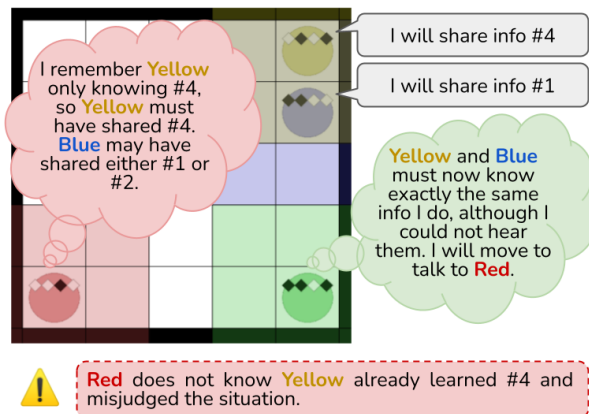 I will share info #4
I will share info #1
I remember Yellow
only knowing #4,
so Yellow must
have shared #4.
Blue may have
shared either #1 or
#2.
Yellow and Blue
must now know
exactly the same
info I do, although I
could not hear
them. I will move to
talk to Red.
Red does not know Yellow already learned #4 and
misjudged the situation.